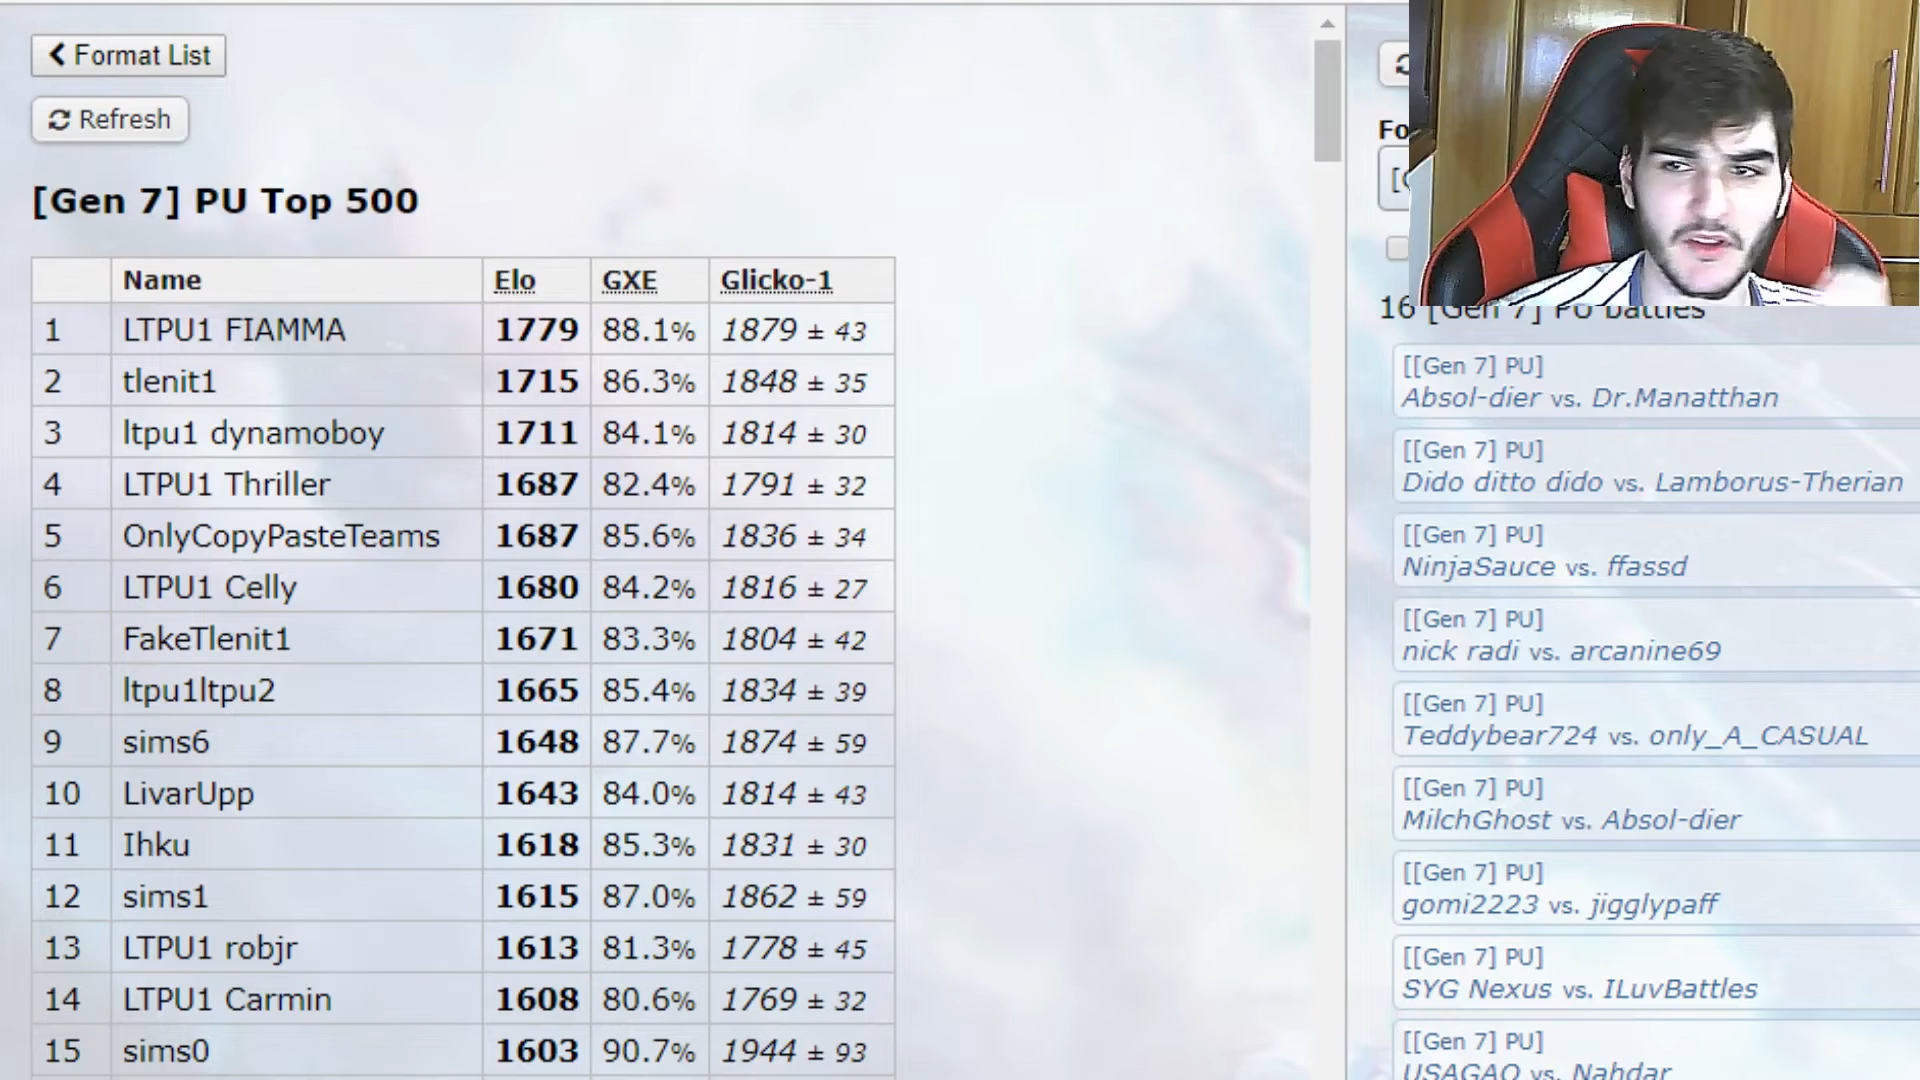 Format List
Refresh
[Gen 7] PU Top 500
Name Elo GXE Glicko-1
1 LTPU1 FIAMMA 1779 88.1% 1879 ± 43
2 tlenit1 1715 86.3% 1848 ± 35
3 ltpu1 dynamoboy 1711 84.1% 1814 ± 30
4 LTPU1 Thriller 1687 82.4% 1791 ± 32
5 OnlyCopyPasteTeams 1687 85.6% 1836 ± 34
6 LTPU1 Celly 1680 84.2% 1816 ± 27
7 FakeTlenit1 1671 83.3% 1804 ± 42
8 ltpu1ltpu2 1665 85.4% 1834 ± 39
9 sims6 1648 87.7% 1874 ± 59
10 LivarUpp 1643 84.0% 1814 ± 43
11 Ihku 1618 85.3% 1831 ± 30
12 sims1 1615 87.0% 1862 ± 59
13 LTPU1 robjr 1613 81.3% 1778 ± 45
14 LTPU1 Carmin 1608 80.6% 1769 ± 32
15 sims0 1603 90.7% 1944 ± 93
Fo
16 [Gen 7] PU battles
[[Gen 7] PU]
Absol-dier vs. Dr.Manatthan
[[Gen 7] PU]
Dido ditto dido vs. Lamborus-Therian
[[Gen 7] PU]
NinjaSauce vs. ffassd
[[Gen 7] PU]
nick radi vs. arcanine69
[[Gen 7] PU]
Teddybear724 vs. only_A_CASUAL
[[Gen 7] PU]
MilchGhost vs. Absol-dier
[[Gen 7] PU]
gomi2223 vs. jigglypaff
[[Gen 7] PU]
SYG Nexus vs. ILuvBattles
[[Gen 7] PU]
USAGAO vs. Nahdar